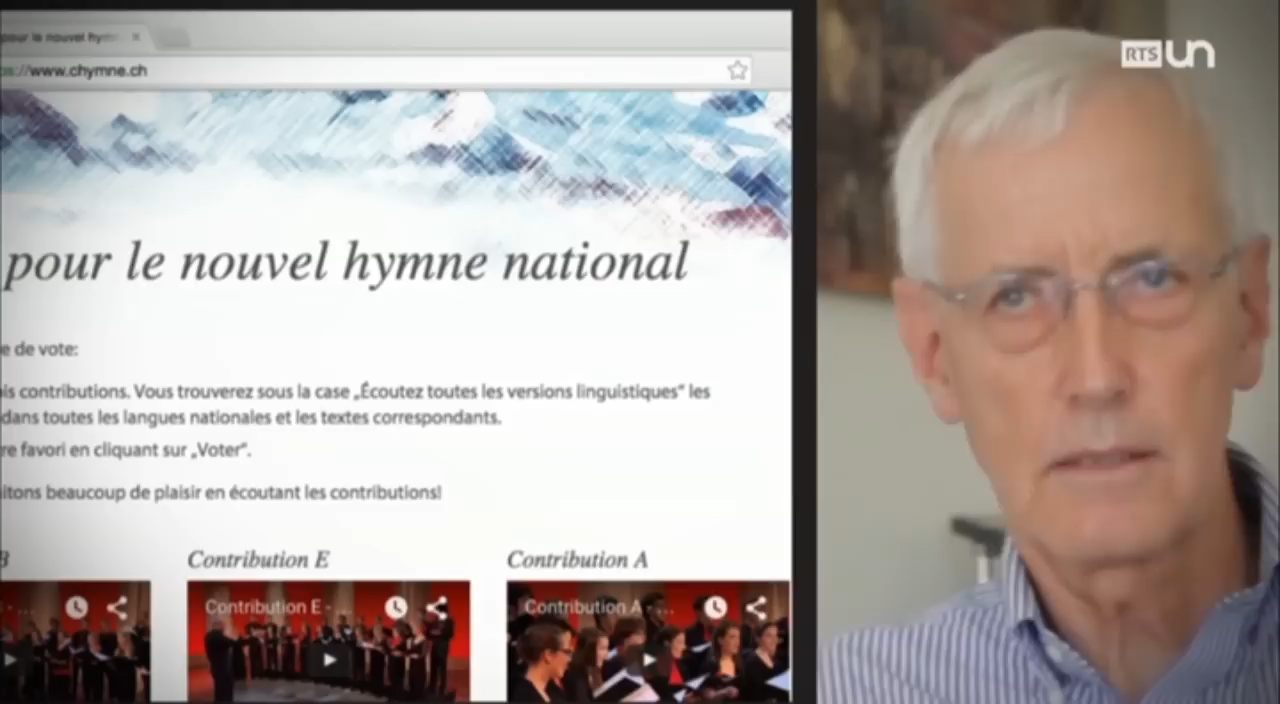 pour le nouvel hymn
www.chymne.ch
RTS un
pour le nouvel hymne national
e de vote:
is contributions. Vous trouverez sous la case „Écoutez toutes les versions linguistiques“ les
dans toutes les langues nationales et les textes correspondants.
re favori en cliquant sur „Voter“.
itons beaucoup de plaisir en écoutant les contributions!
B
Contribution E
Contribution A
Contribution E - ...
Contribution A - ...